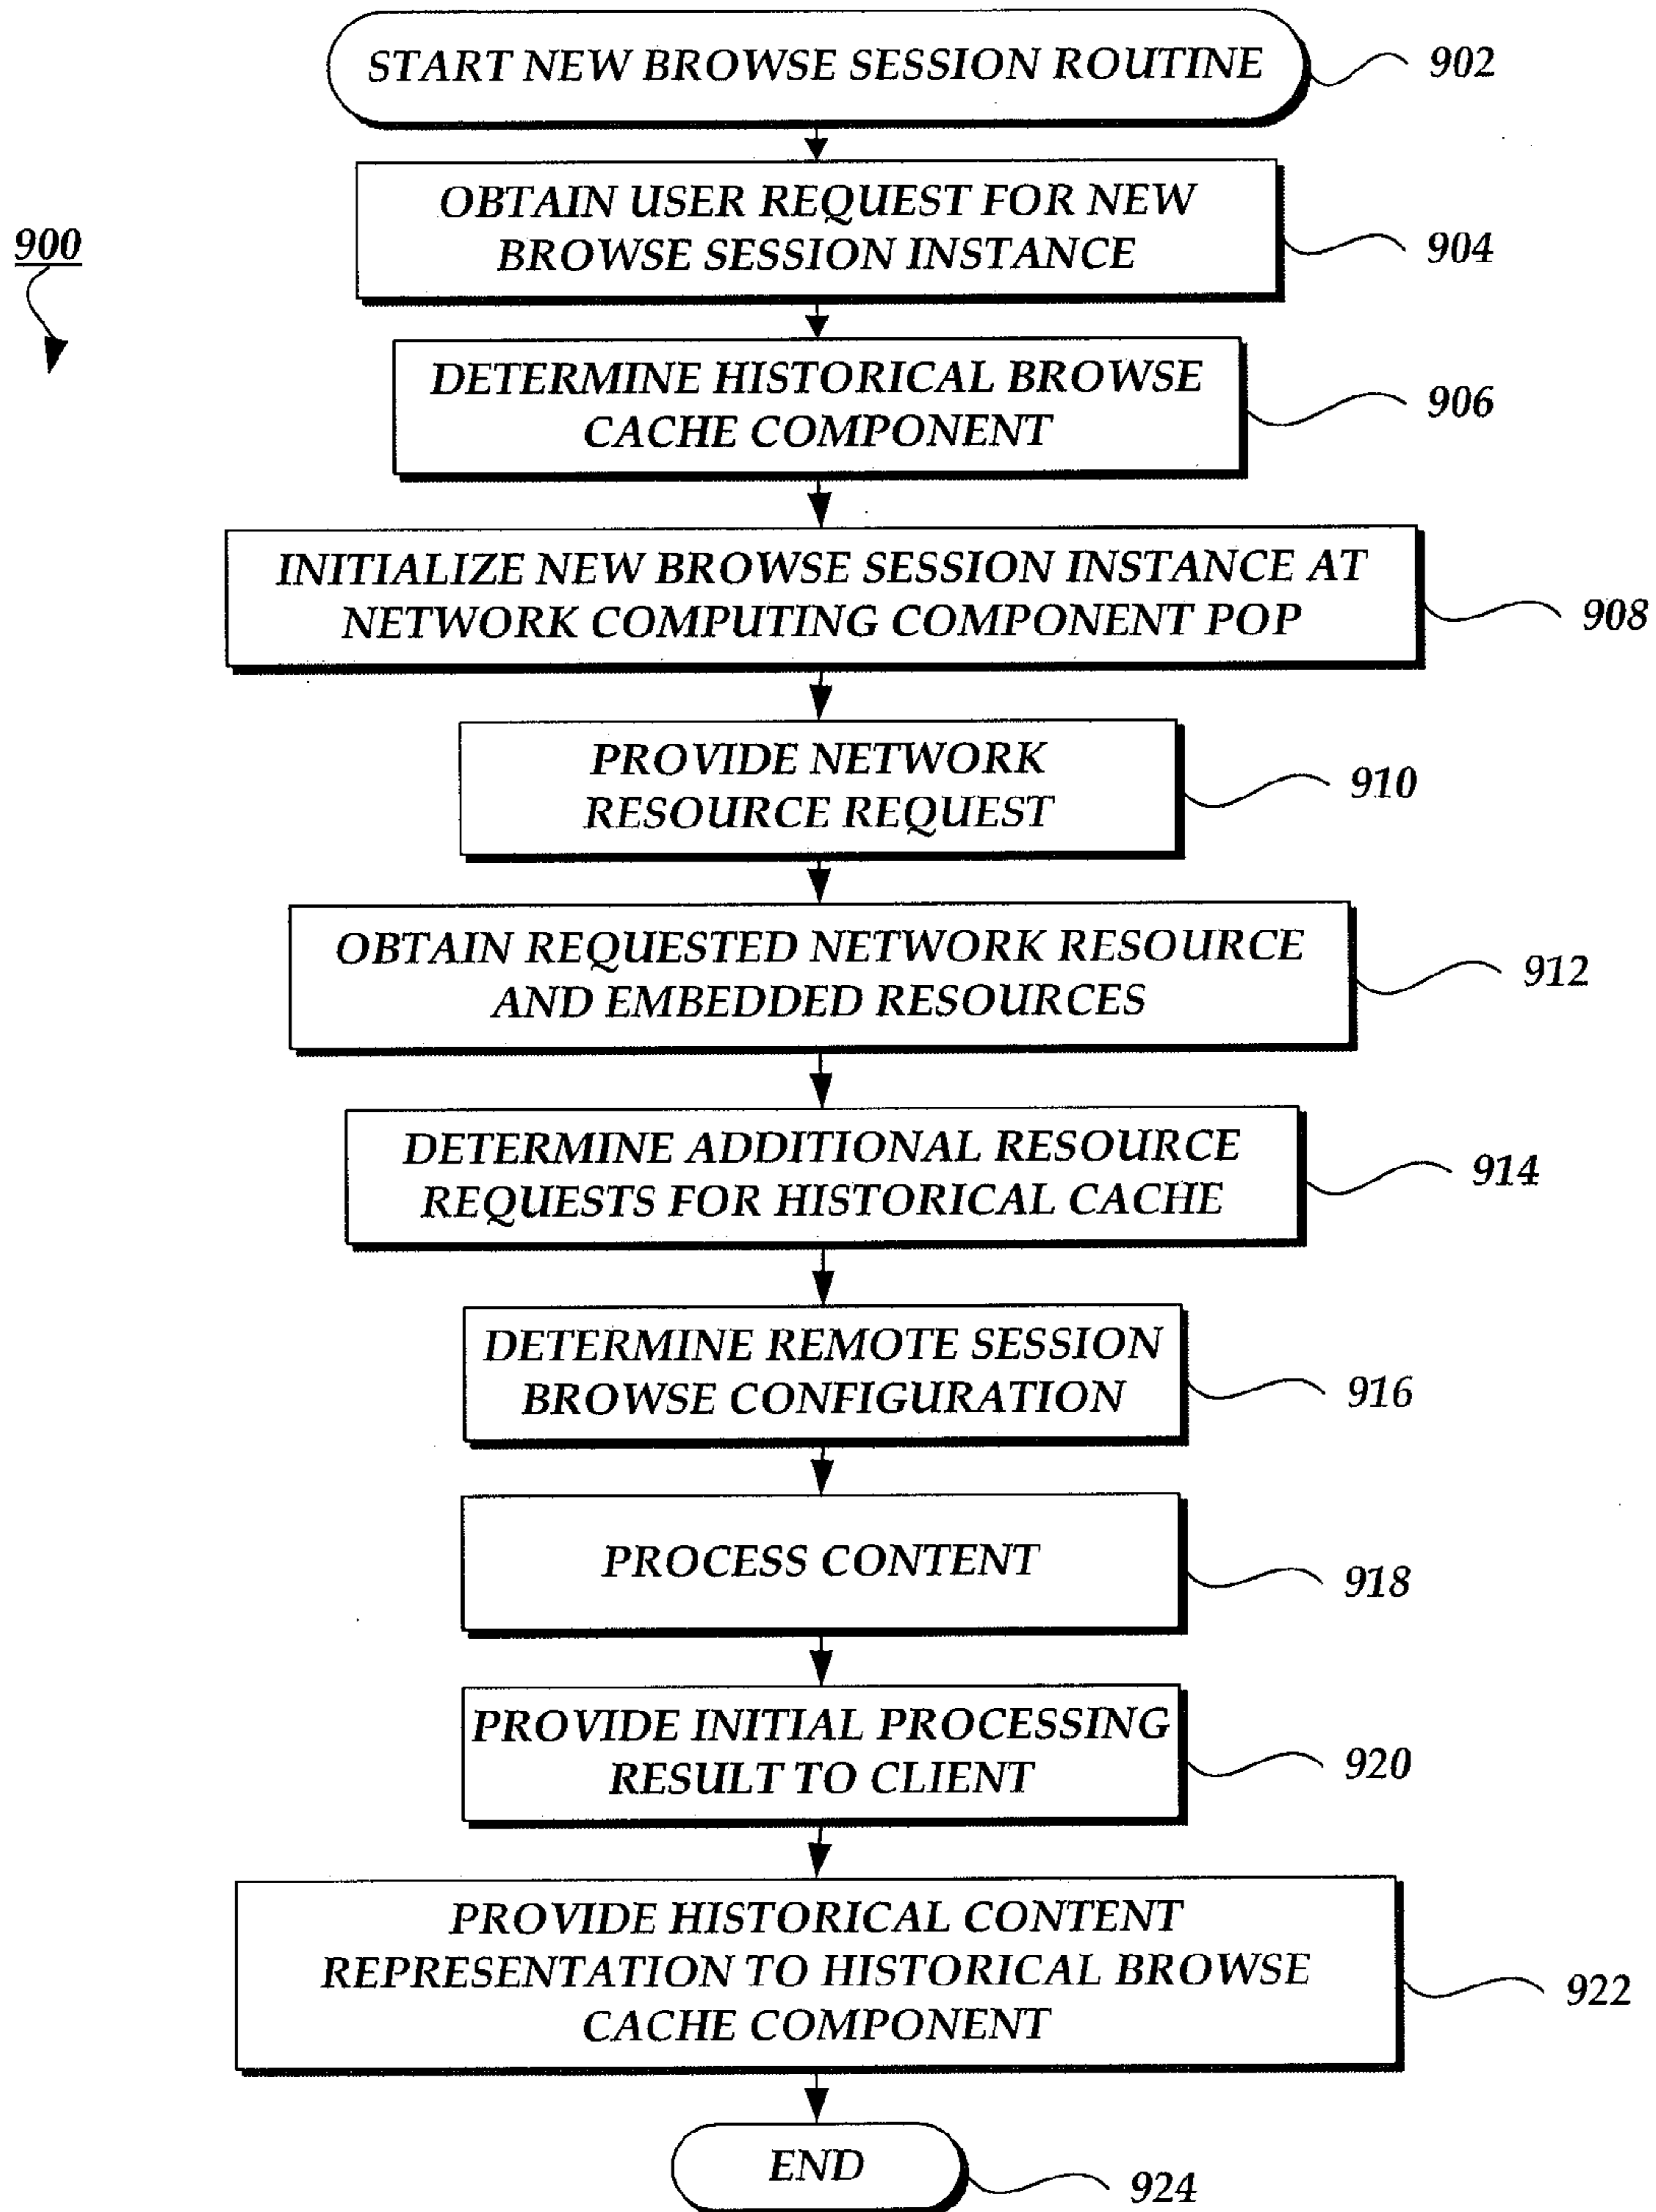 START NEW BROWSE SESSION ROUTINE
902
OBTAIN USER REQUEST FOR NEW
BROWSE SESSION INSTANCE
904
900
DETERMINE HISTORICAL BROWSE
CACHE COMPONENT
906
INITIALIZE NEW BROWSE SESSION INSTANCE AT
NETWORK COMPUTING COMPONENT POP
908
PROVIDE NETWORK
RESOURCE REQUEST
910
OBTAIN REQUESTED NETWORK RESOURCE
AND EMBEDDED RESOURCES
912
DETERMINE ADDITIONAL RESOURCE
REQUESTS FOR HISTORICAL CACHE
914
DETERMINE REMOTE SESSION
BROWSE CONFIGURATION
916
PROCESS CONTENT
918
PROVIDE INITIAL PROCESSING
RESULT TO CLIENT
920
PROVIDE HISTORICAL CONTENT
REPRESENTATION TO HISTORICAL BROWSE
CACHE COMPONENT
922
END
924